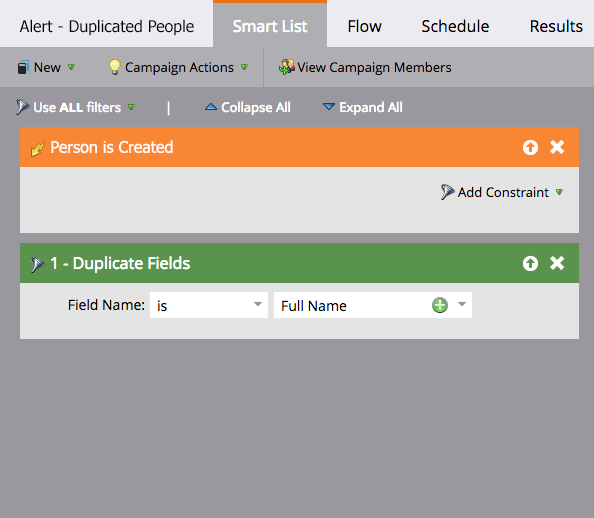 Alert - Duplicated People Smart List Flow Schedule Results
New Campaign Actions View Campaign Members
Use ALL filters | Collapse All Expand All
Person is Created
Add Constraint
1 - Duplicate Fields
Field Name: is Full Name